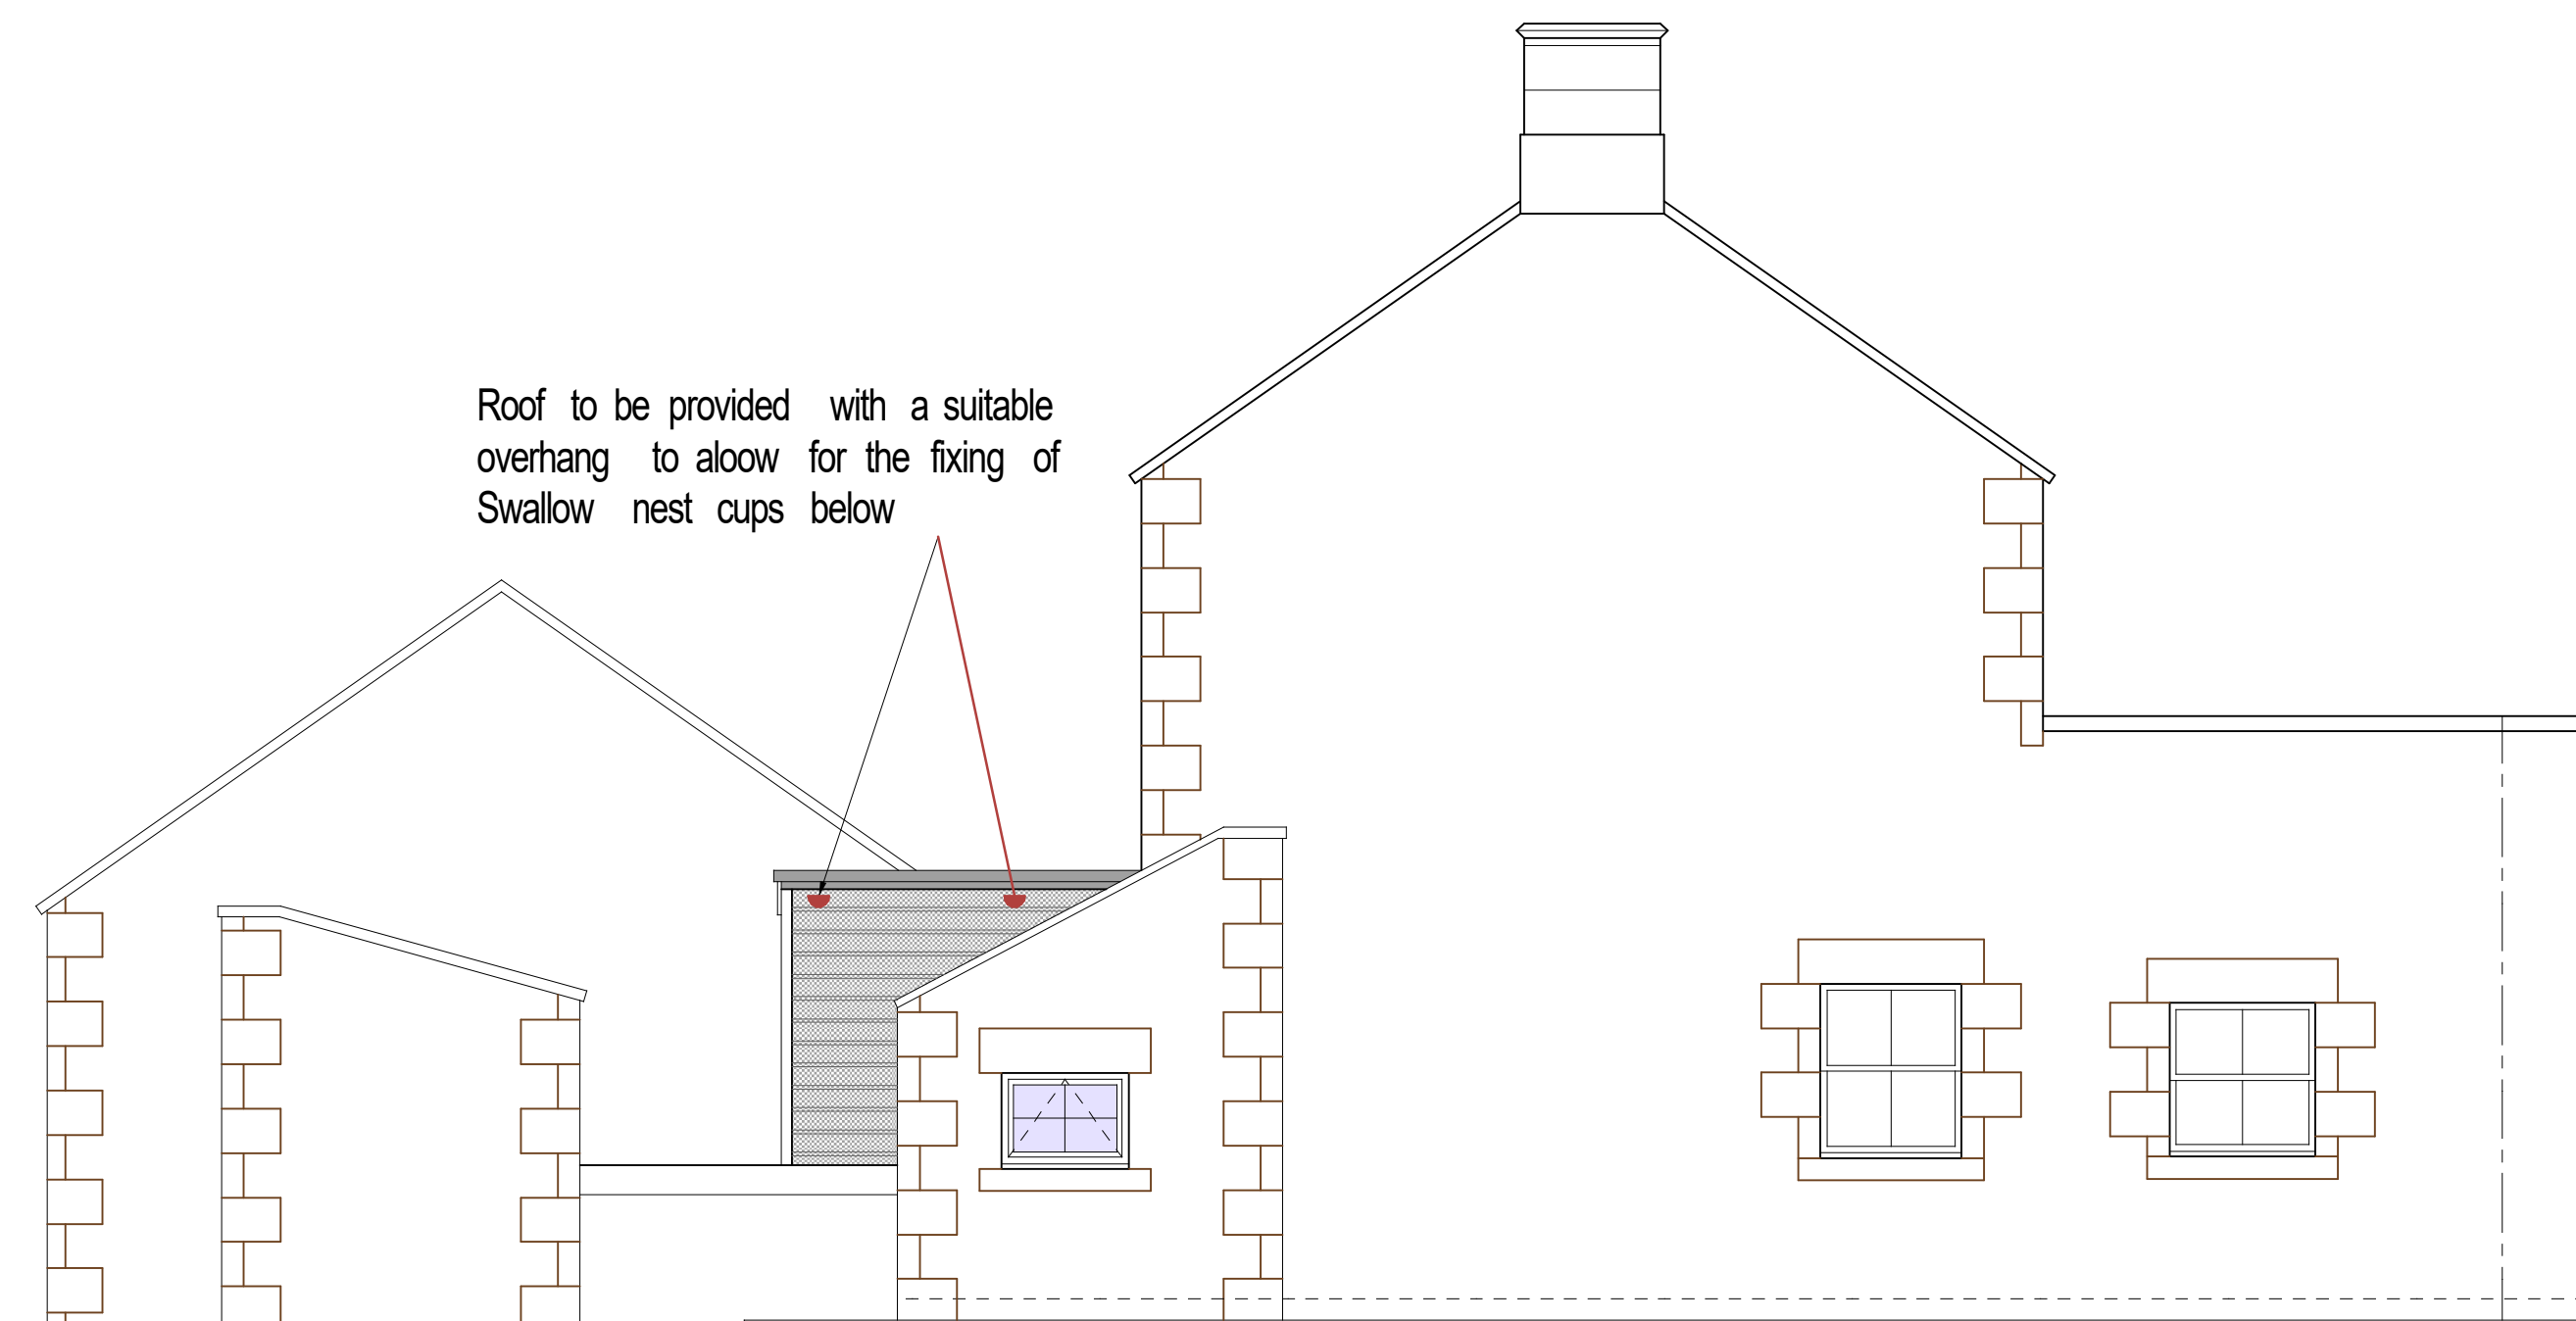 Roof to be provided with a suitable
overhang to aloow for the fixing of
Swallow nest cups below